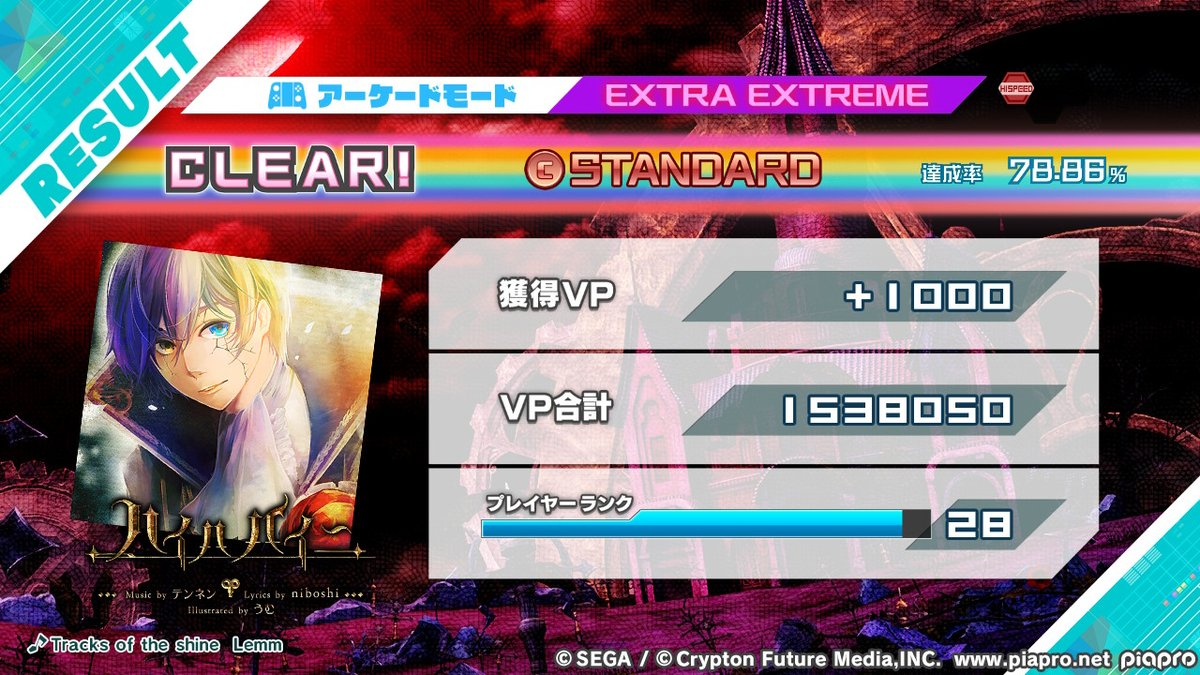 RESULT
アーケードモード EXTRA EXTREME HISPEED
CLEAR! C STANDARD 達成率 78.86%
獲得VP +1000
VP合計 1538050
プレイヤーランク 28
ハイハハイニ
Music by テンネン Lyrics by niboshi
Illustrated by うむ
♪Tracks of the shine Lemm
© SEGA / © Crypton Future Media,INC. www.piapro.net piapro